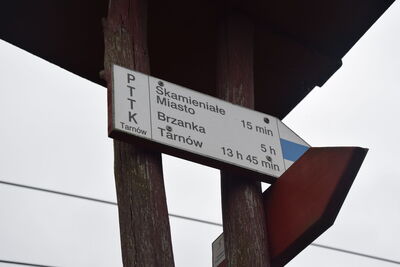 PTTK
Tarnów
Skamieniałe
Miasto 15 min
Brzanka 5 h
Tarnów 13 h 45 min